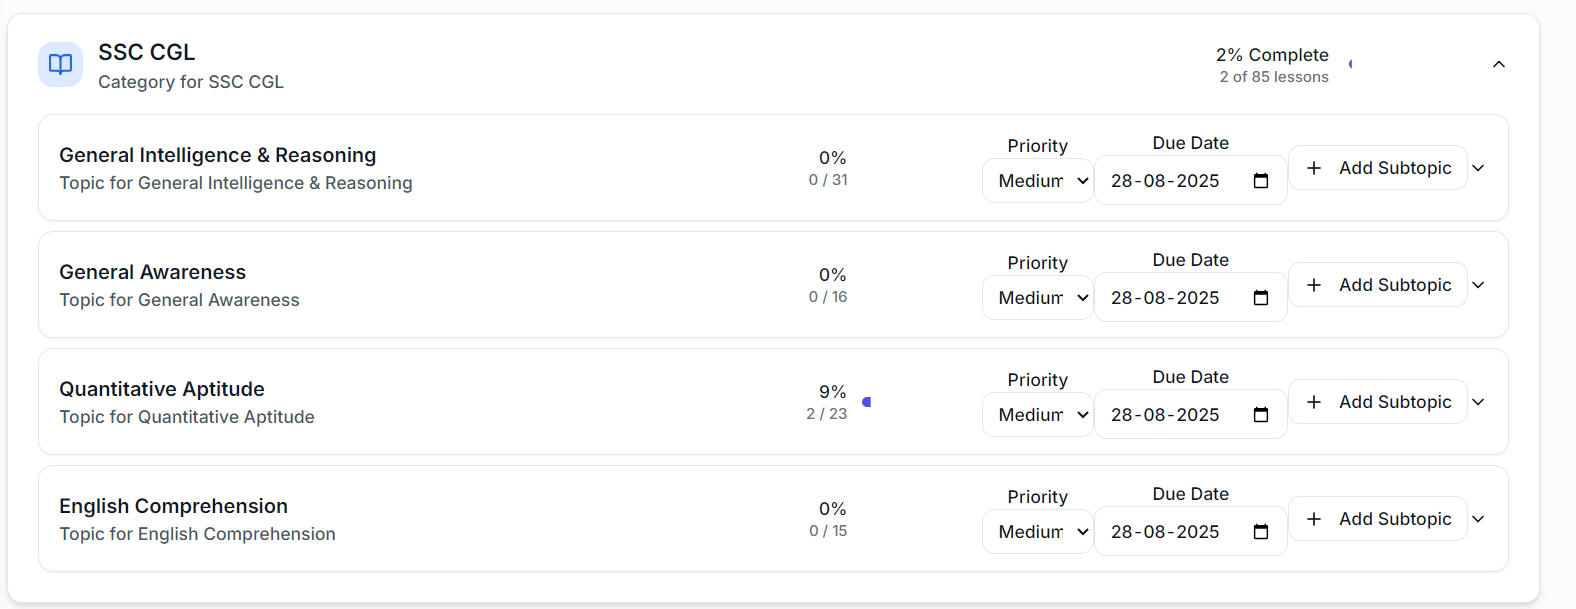 SSC CGL
Category for SSC CGL
2% Complete
2 of 85 lessons
General Intelligence & Reasoning
Topic for General Intelligence & Reasoning
0%
0 / 31
Priority
Medium
Due Date
28-08-2025
Add Subtopic
General Awareness
Topic for General Awareness
0%
0 / 16
Priority
Medium
Due Date
28-08-2025
Add Subtopic
Quantitative Aptitude
Topic for Quantitative Aptitude
9%
2 / 23
Priority
Medium
Due Date
28-08-2025
Add Subtopic
English Comprehension
Topic for English Comprehension
0%
0 / 15
Priority
Medium
Due Date
28-08-2025
Add Subtopic